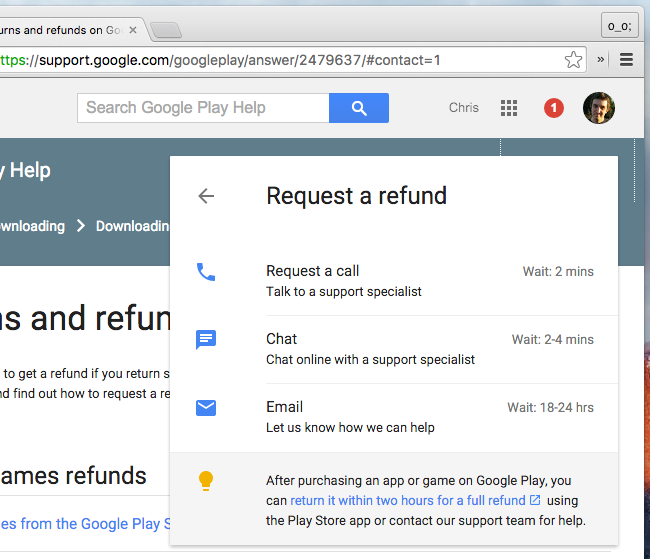 urns and refunds on Go
o_o;
ttps://support.google.com/googleplay/answer/2479637/#contact=1
Search Google Play Help
Chris
1
y Help
wnloading
Downloadin
Request a refund
Request a call
Wait: 2 mins
Talk to a support specialist
Chat
Wait: 2-4 mins
Chat online with a support specialist
Email
Wait: 18-24 hrs
Let us know how we can help
After purchasing an app or game on Google Play, you
can return it within two hours for a full refund using
the Play Store app or contact our support team for help.
ns and refun
to get a refund if you return s
nd find out how to request a re
ames refunds
es from the Google Play S